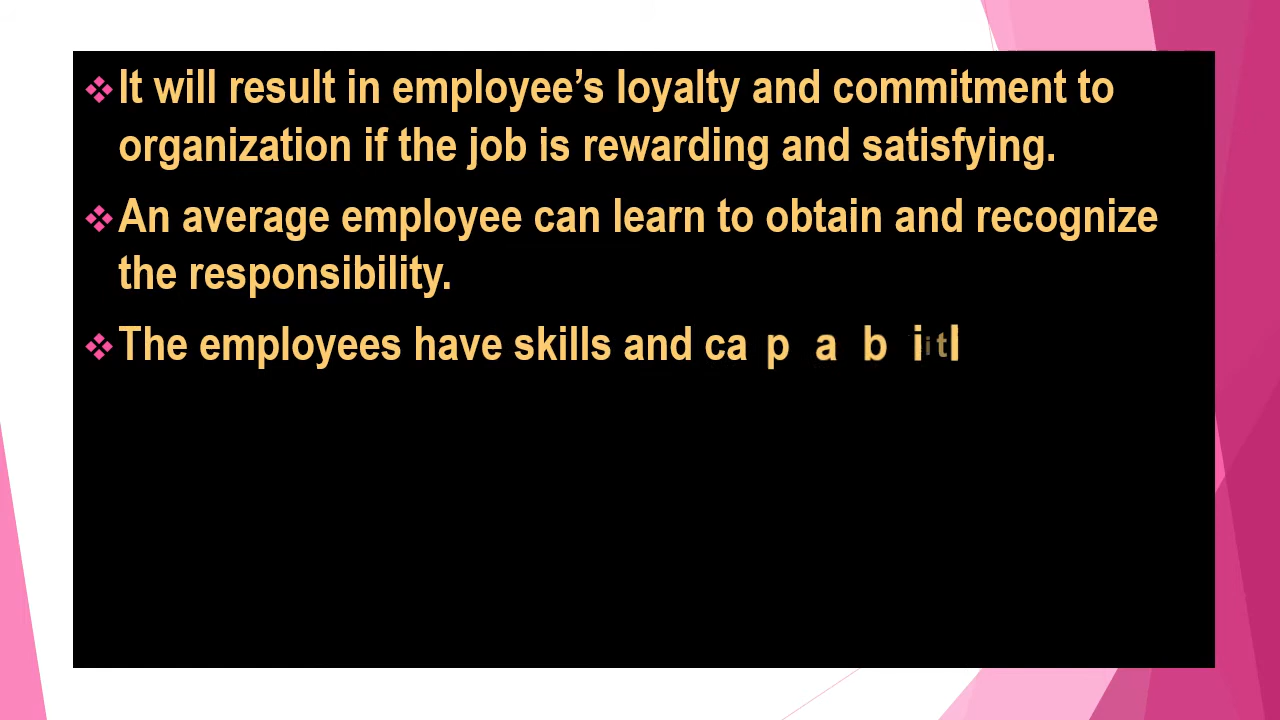 It will result in employee’s loyalty and commitment to
organization if the job is rewarding and satisfying.
An average employee can learn to obtain and recognize
the responsibility.
The employees have skills and